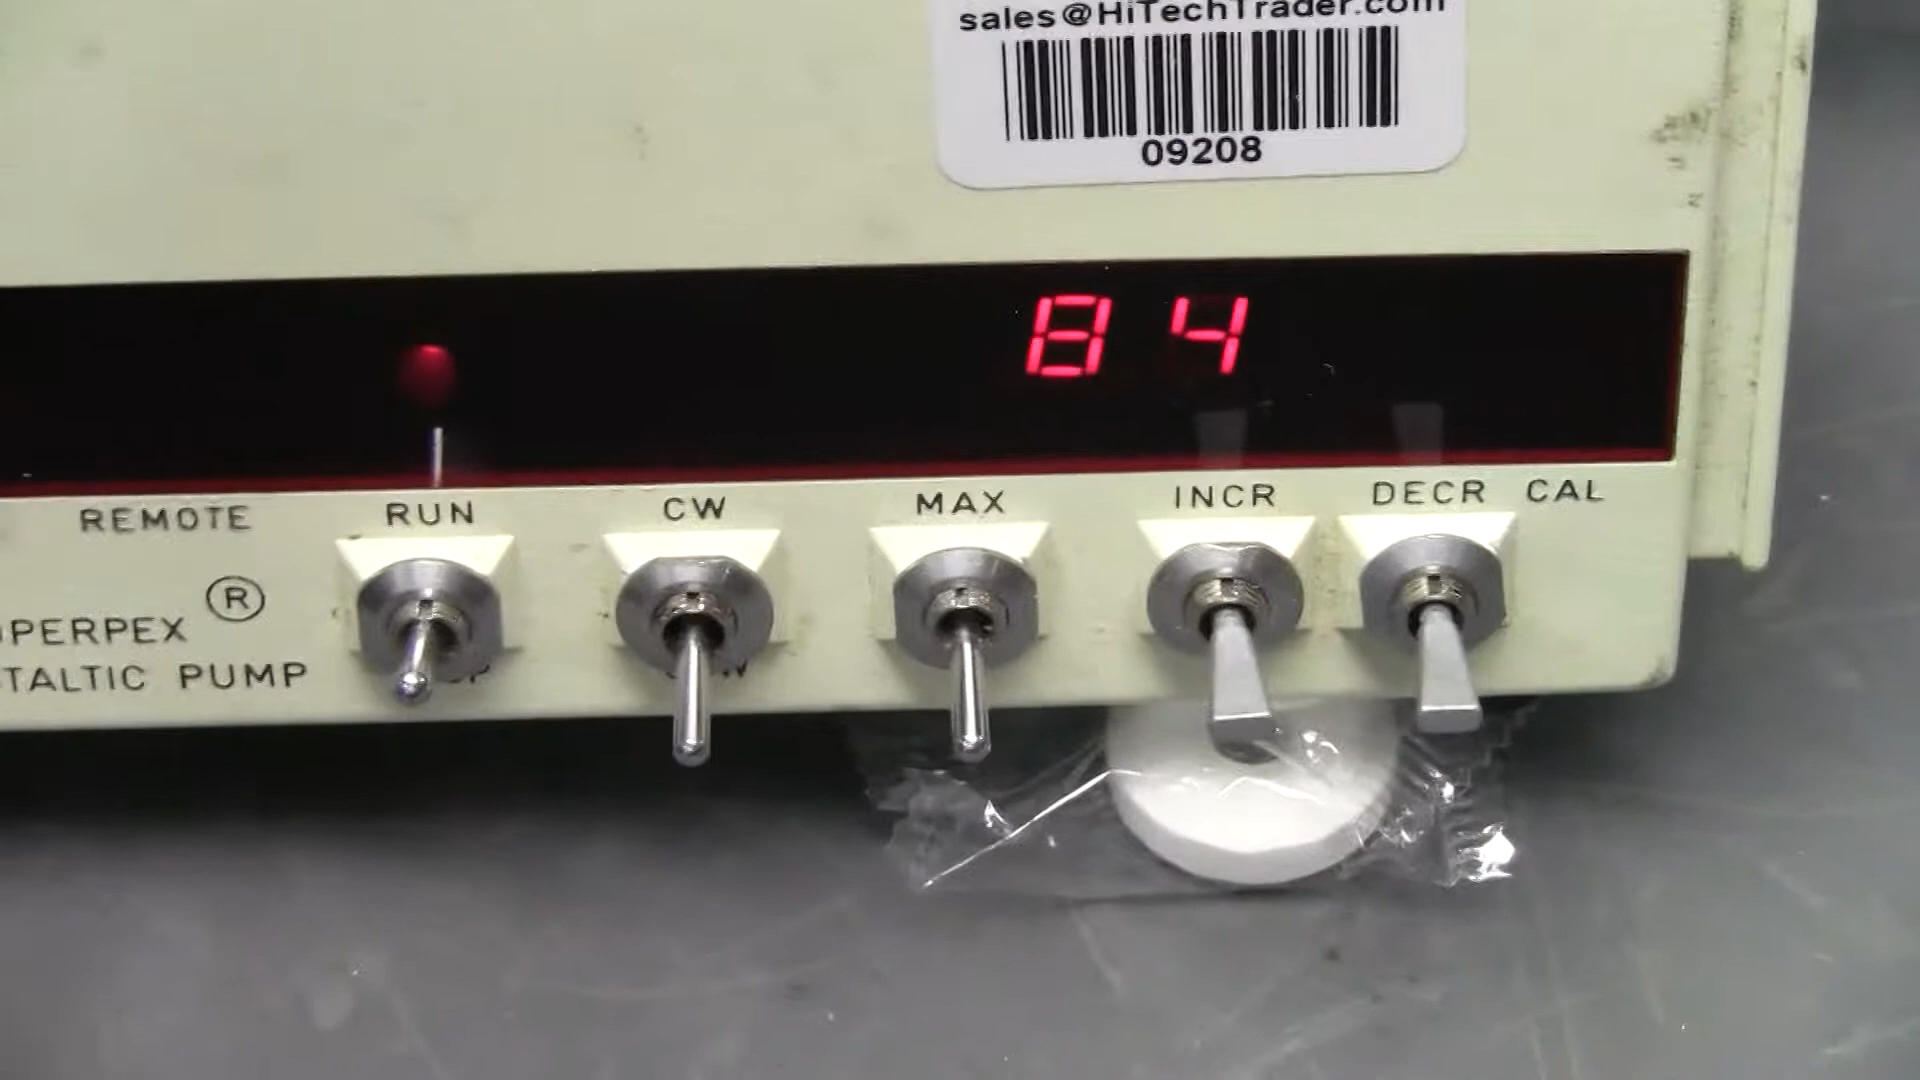 sales@HiTechTrader.com
09208
84
REMOTE RUN CW MAX INCR DECR CAL
®
PERPEX
TALTIC PUMP